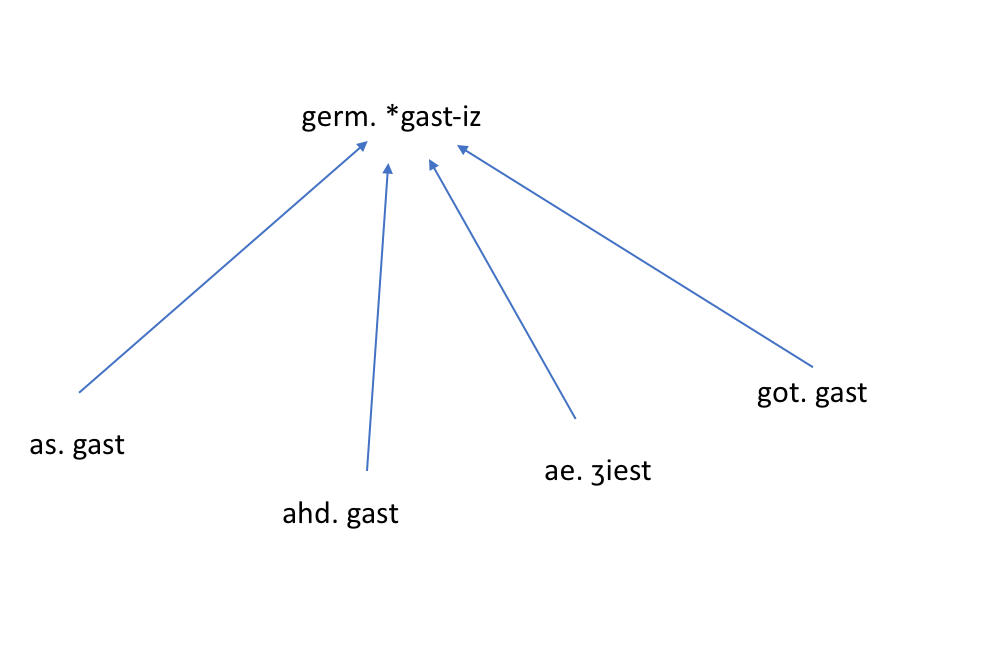 germ. *gast-iz
got. gast
as. gast
ae. ʒiest
ahd. gast